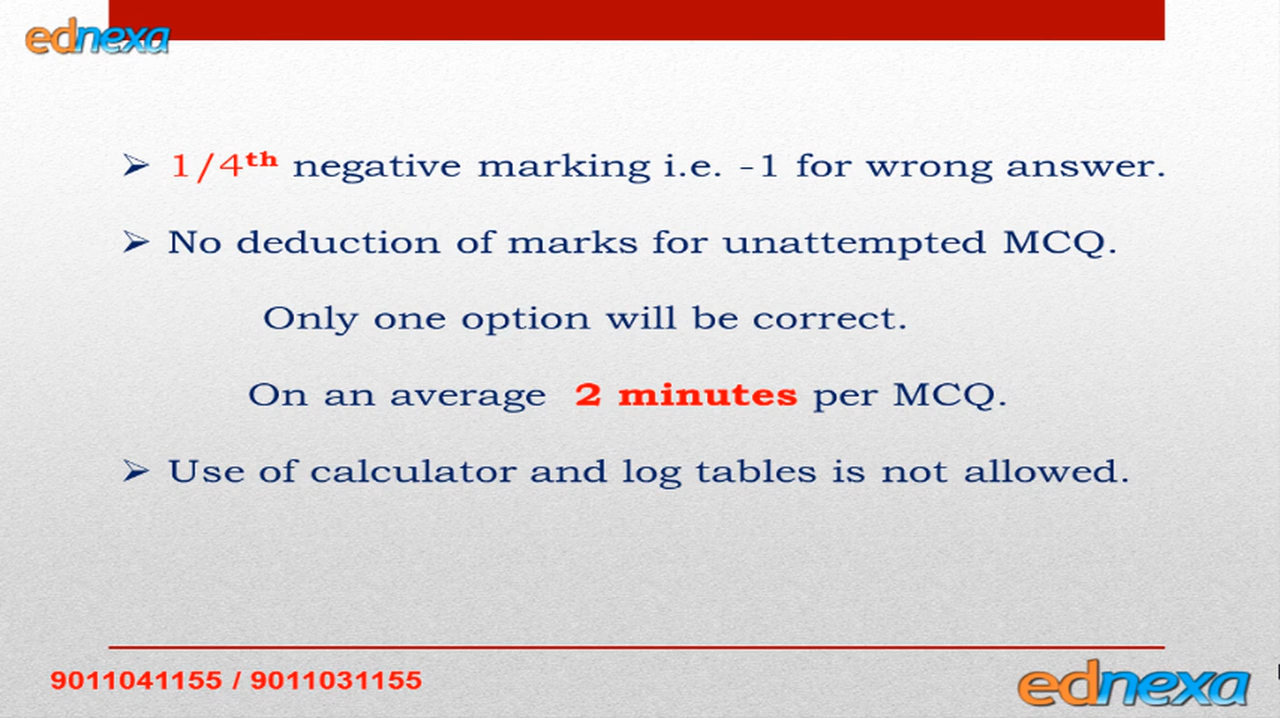 ednexa
➢ 1/4th negative marking i.e. -1 for wrong answer.
➢ No deduction of marks for unattempted MCQ.
Only one option will be correct.
On an average 2 minutes per MCQ.
➢ Use of calculator and log tables is not allowed.
9011041155 / 9011031155
ednexa